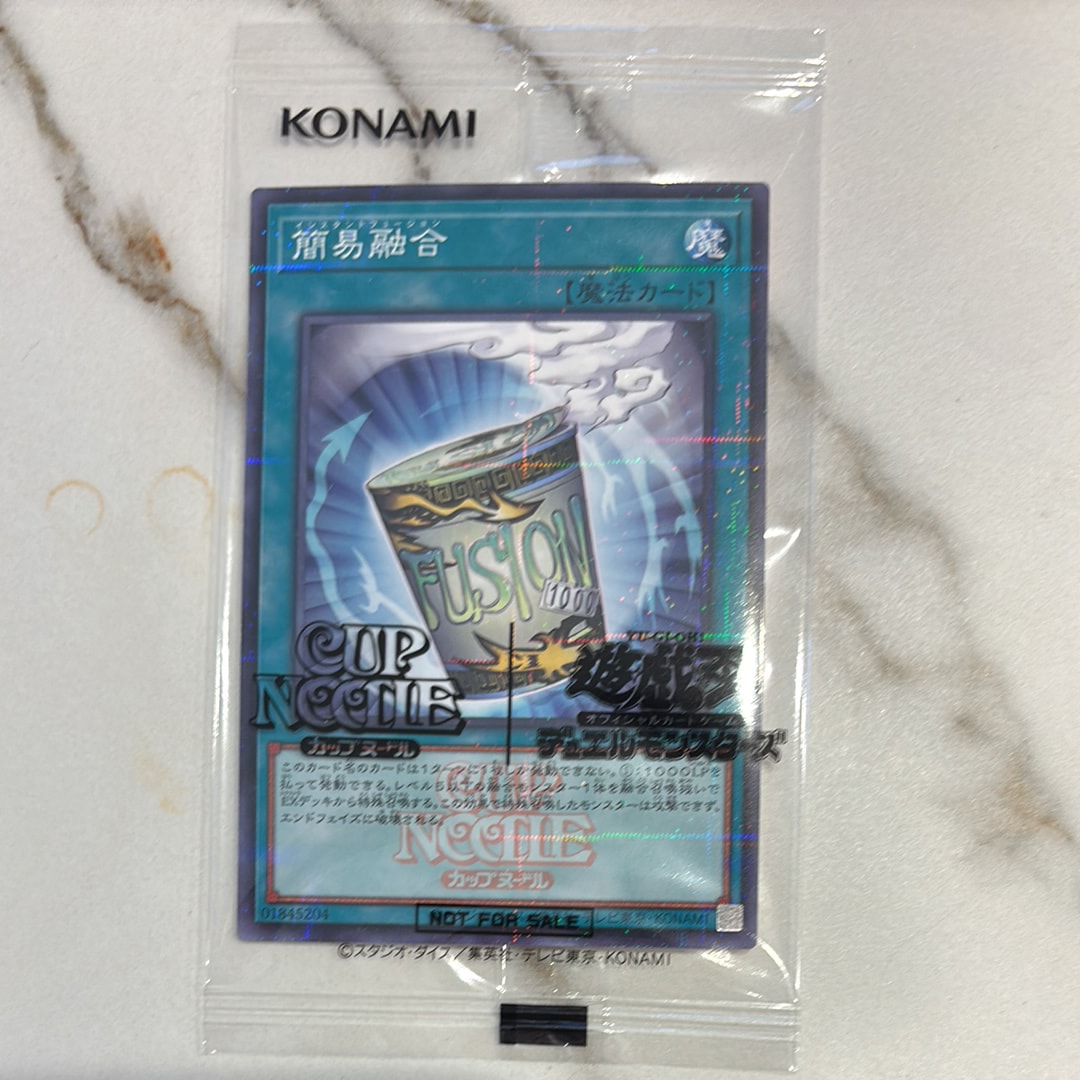 KONAMI
インスタントフュージョン
簡易融合
魔
【魔法カード】
FUSION
1000
CUP
NOODLE
カップヌードル
YU-GI-OH!
遊戯王
オフィシャルカードゲーム
デュエルモンスターズ
このカード名のカードは1ターンに1枚しか発動できない。①:1000LPを
払って発動できる。レベル5以下の融合モンスター1体を融合召喚扱いで
EXデッキから特殊召喚する。この効果で特殊召喚したモンスターは攻撃できず、
エンドフェイズに破壊される。
CUP
NOODLE
カップヌードル
01845204
NOT FOR SALE
テレビ東京・KONAMI
©スタジオ・ダイス/集英社・テレビ東京・KONAMI